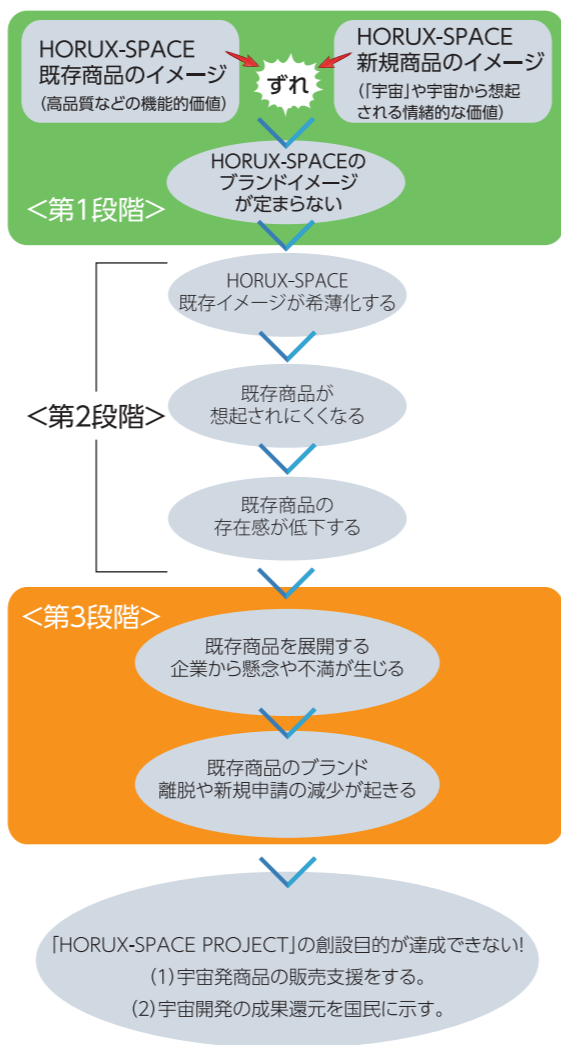 HORUX-SPACE
既存商品のイメージ
(高品質などの機能的価値)
ずれ
HORUX-SPACE
新規商品のイメージ
(「宇宙」や宇宙から想起
される情緒的な価値)
HORUX-SPACEの
ブランドイメージ
が定まらない
<第1段階>
HORUX-SPACE
既存イメージが希薄化する
<第2段階>
既存商品が
想起されにくくなる
既存商品の
存在感が低下する
<第3段階>
既存商品を展開する
企業から懸念や不満が生じる
既存商品のブランド
離脱や新規申請の減少が起きる
「HORUX-SPACE PROJECT」の創設目的が達成できない!
(1)宇宙発商品の販売支援をする。
(2)宇宙開発の成果還元を国民に示す。